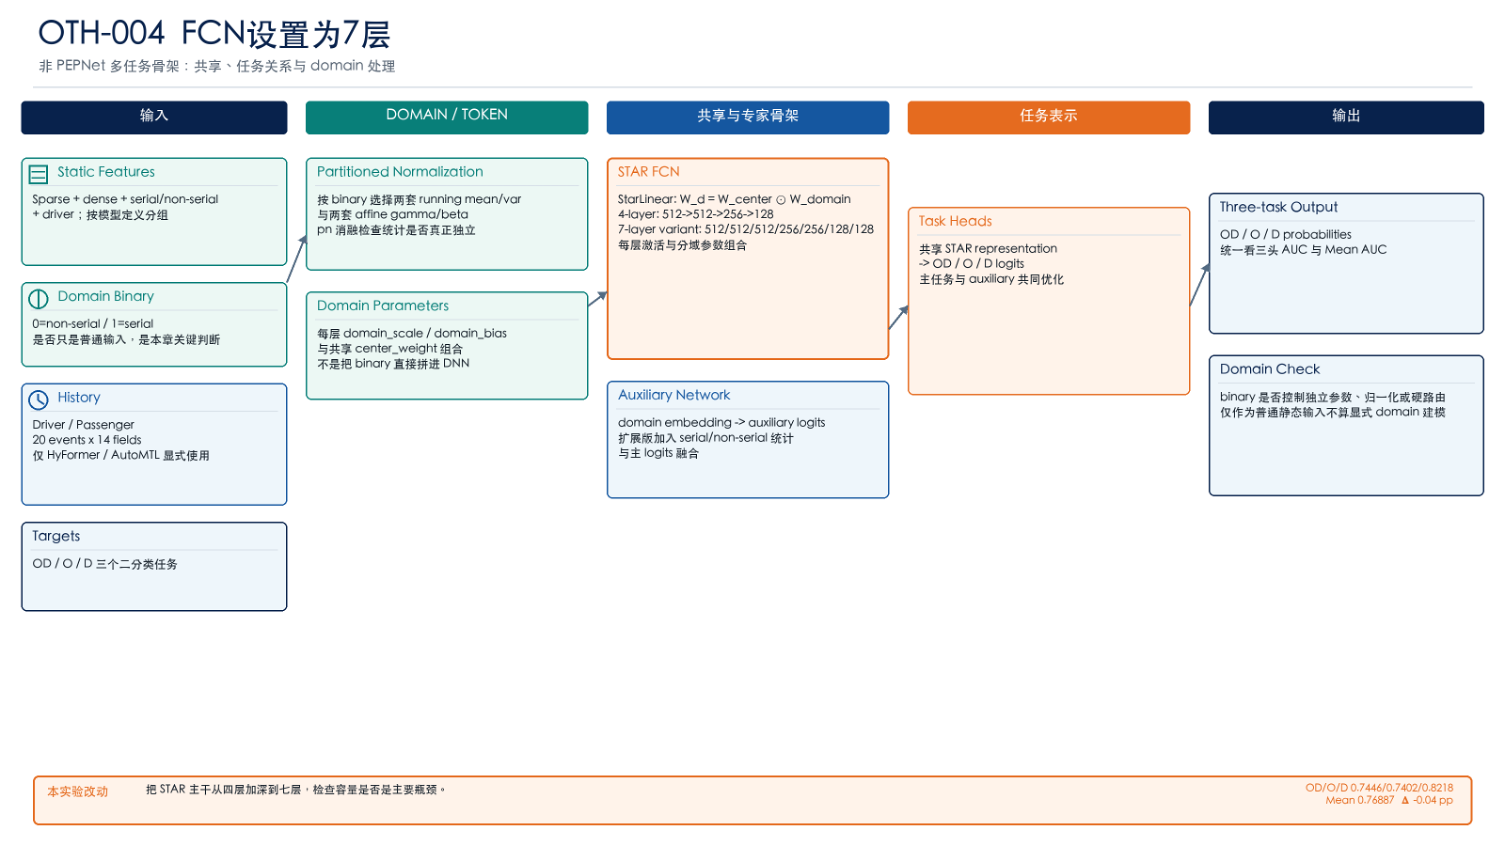 OTH-004 FCN设置为7层
非 PEPNet 多任务骨架：共享、任务关系与 domain 处理
输入
Static Features
Sparse + dense + serial/non-serial
+ driver；按模型定义分组
Domain Binary
0=non-serial / 1=serial
是否只是普通输入，是本章关键判断
History
Driver / Passenger
20 events x 14 fields
仅 HyFormer / AutoMTL 显式使用
Targets
OD / O / D 三个二分类任务
DOMAIN / TOKEN
Partitioned Normalization
按 binary 选择两套 running mean/var
与两套 affine gamma/beta
pn 消融检查统计是否真正独立
Domain Parameters
每层 domain_scale / domain_bias
与共享 center_weight 组合
不是把 binary 直接拼进 DNN
共享与专家骨架
STAR FCN
StarLinear: W_d = W_center ⊙ W_domain
4-layer: 512->512->256->128
7-layer variant: 512/512/512/256/256/128/128
每层激活与分域参数组合
Auxiliary Network
domain embedding -> auxiliary logits
扩展版加入 serial/non-serial 统计
与主 logits 融合
任务表示
Task Heads
共享 STAR representation
-> OD / O / D logits
主任务与 auxiliary 共同优化
输出
Three-task Output
OD / O / D probabilities
统一看三头 AUC 与 Mean AUC
Domain Check
binary 是否控制独立参数、归一化或硬路由
仅作为普通静态输入不算显式 domain 建模
本实验改动
把 STAR 主干从四层加深到七层，检查容量是否是主要瓶颈。
OD/O/D 0.7446/0.7402/0.8218
Mean 0.76887 Δ -0.04 pp